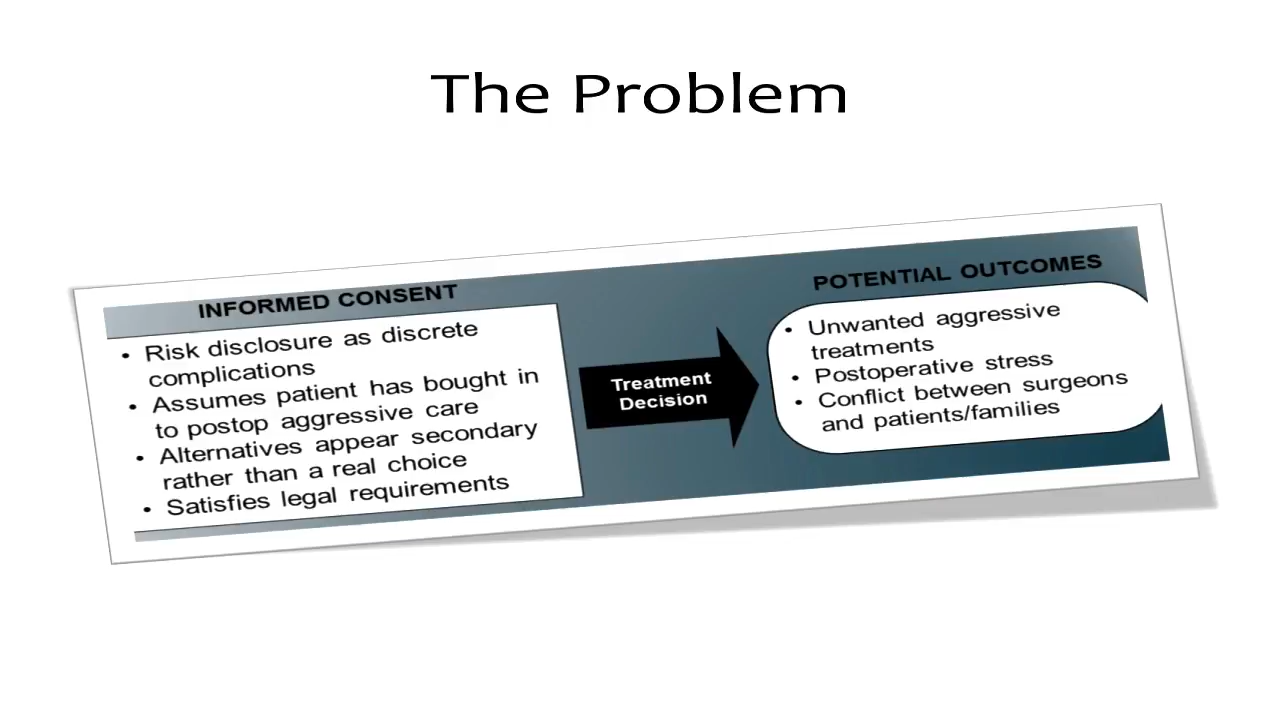 The Problem
INFORMED CONSENT
• Risk disclosure as discrete
complications
• Assumes patient has bought in
to postop aggressive care
• Alternatives appear secondary
rather than a real choice
• Satisfies legal requirements
Treatment
Decision
POTENTIAL OUTCOMES
• Unwanted aggressive
treatments
• Postoperative stress
• Conflict between surgeons
and patients/families